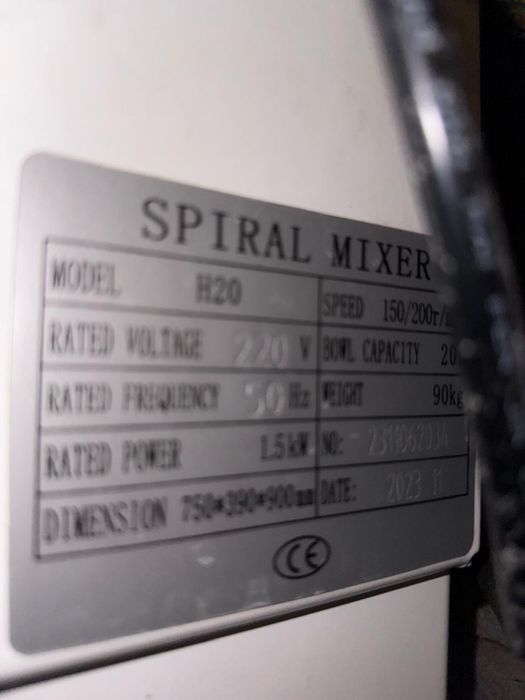 SPIRAL MIXER
MODEL H20 SPEED 150/200r/
RATED VOLTAGE 220 V BOWL CAPACITY 20
RATED FREQUENCY 50 Hz WEIGHT 90kg
RATED POWER 1.5kW NO:
DIMENSION 750*390*900mm DATE: 2023 11
CE